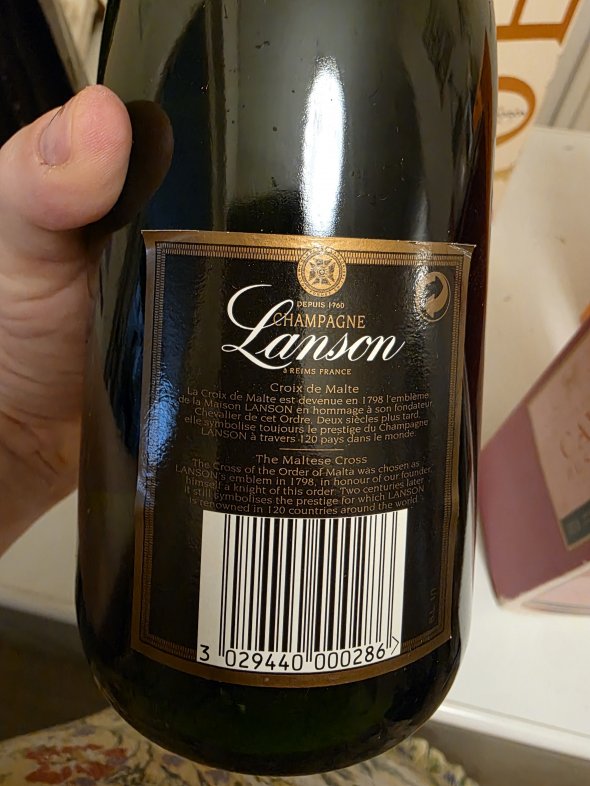 DEPUIS 1760
CHAMPAGNE
Lanson
à REIMS FRANCE
Croix de Malte
La Croix de Malte est devenue en 1798 l'emblème
de la Maison LANSON en hommage à son fondateur,
Chevalier de cet Ordre. Deux siècles plus tard
elle symbolise toujours le prestige du Champagne
LANSON à travers 120 pays dans le monde.
The Maltese Cross
The Cross of the Order of Malta was chosen as
LANSON's emblem in 1798, in honour of our founder,
himself a knight of this order. Two centuries later
it still symbolises the prestige for which LANSON
is renowned in 120 countries around the world.
3 029440 000286 >